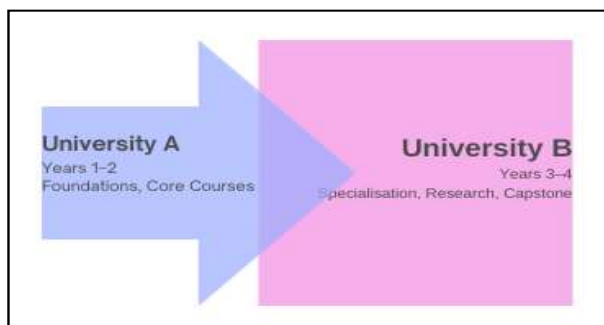 University A
Years 1–2
Foundations, Core Courses
University B
Years 3–4
Specialisation, Research, Capstone